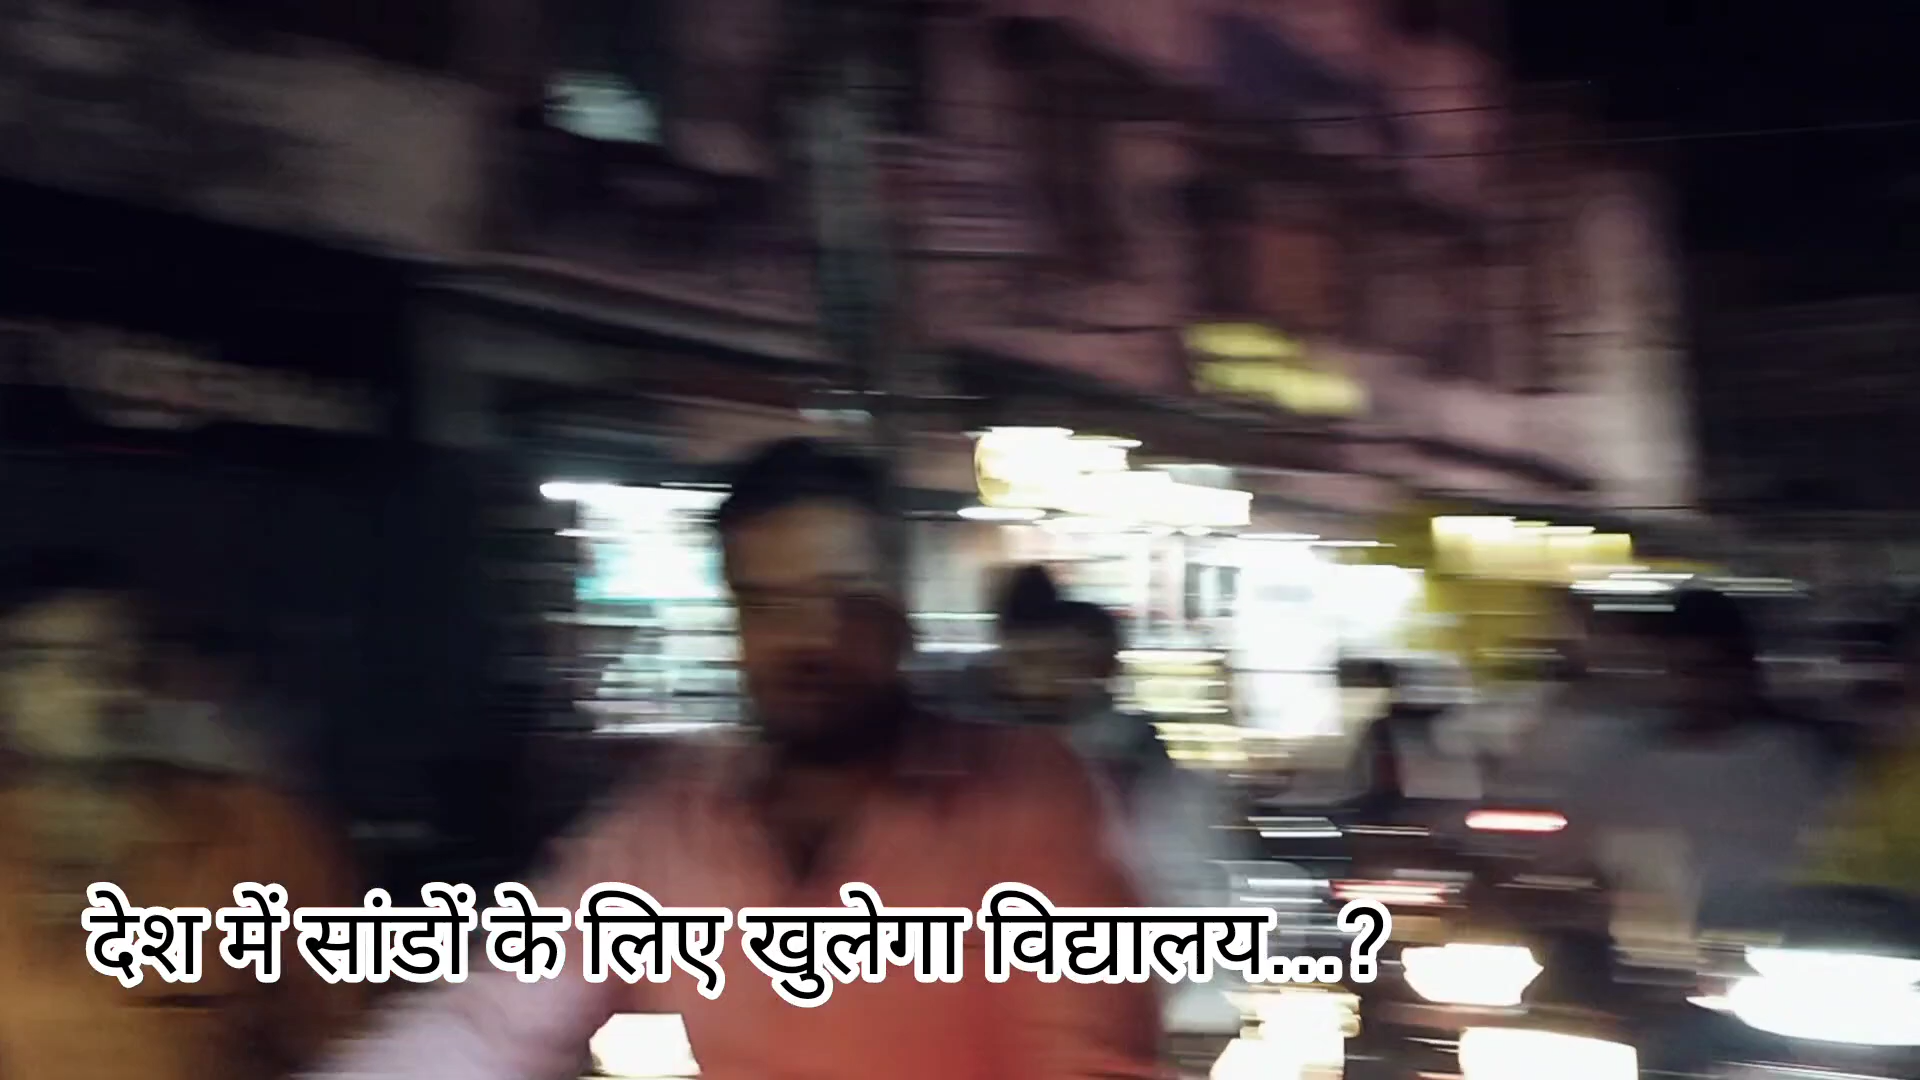 देश में सांडों के लिए खुलेगा विद्यालय...?